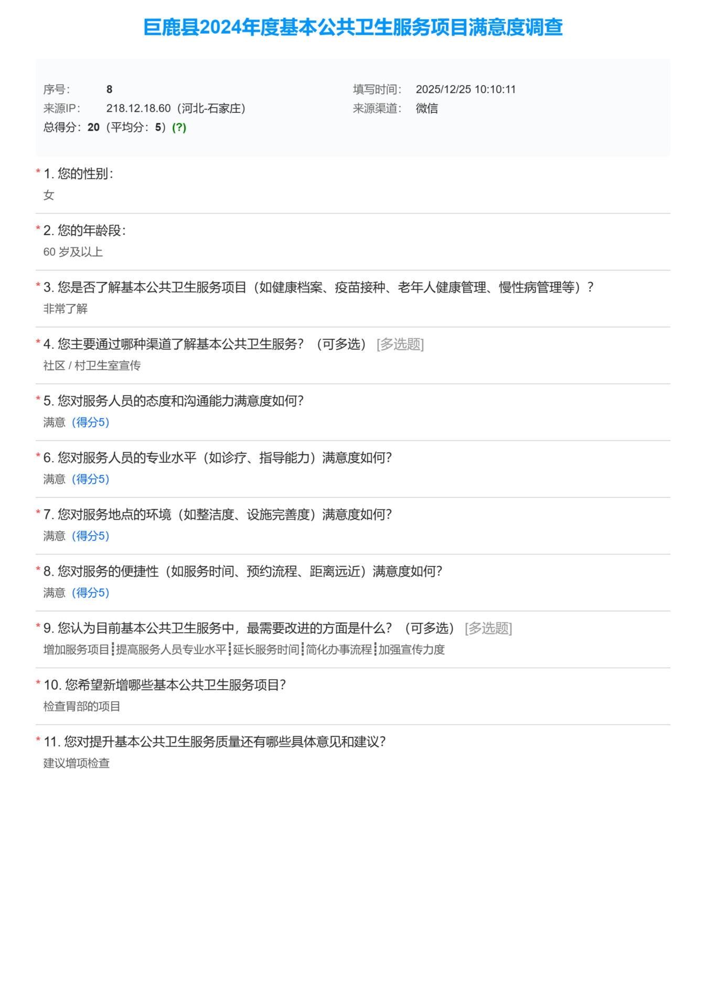 巨鹿县2024年度基本公共卫生服务项目满意度调查
序号： 8 填写时间： 2025/12/25 10:10:11
来源IP： 218.12.18.60（河北-石家庄） 来源渠道： 微信
总得分：20（平均分：5）(?)
* 1. 您的性别：
女
* 2. 您的年龄段：
60 岁及以上
* 3. 您是否了解基本公共卫生服务项目（如健康档案、疫苗接种、老年人健康管理、慢性病管理等）？
非常了解
* 4. 您主要通过哪种渠道了解基本公共卫生服务？（可多选） [多选题]
社区 / 村卫生室宣传
* 5. 您对服务人员的态度和沟通能力满意度如何？
满意（得分5）
* 6. 您对服务人员的专业水平（如诊疗、指导能力）满意度如何？
满意（得分5）
* 7. 您对服务地点的环境（如整洁度、设施完善度）满意度如何？
满意（得分5）
* 8. 您对服务的便捷性（如服务时间、预约流程、距离远近）满意度如何？
满意（得分5）
* 9. 您认为目前基本公共卫生服务中，最需要改进的方面是什么？（可多选） [多选题]
增加服务项目┋提高服务人员专业水平┋延长服务时间┋简化办事流程┋加强宣传力度
* 10. 您希望新增哪些基本公共卫生服务项目？
检查胃部的项目
* 11. 您对提升基本公共卫生服务质量还有哪些具体意见和建议？
建议增项检查